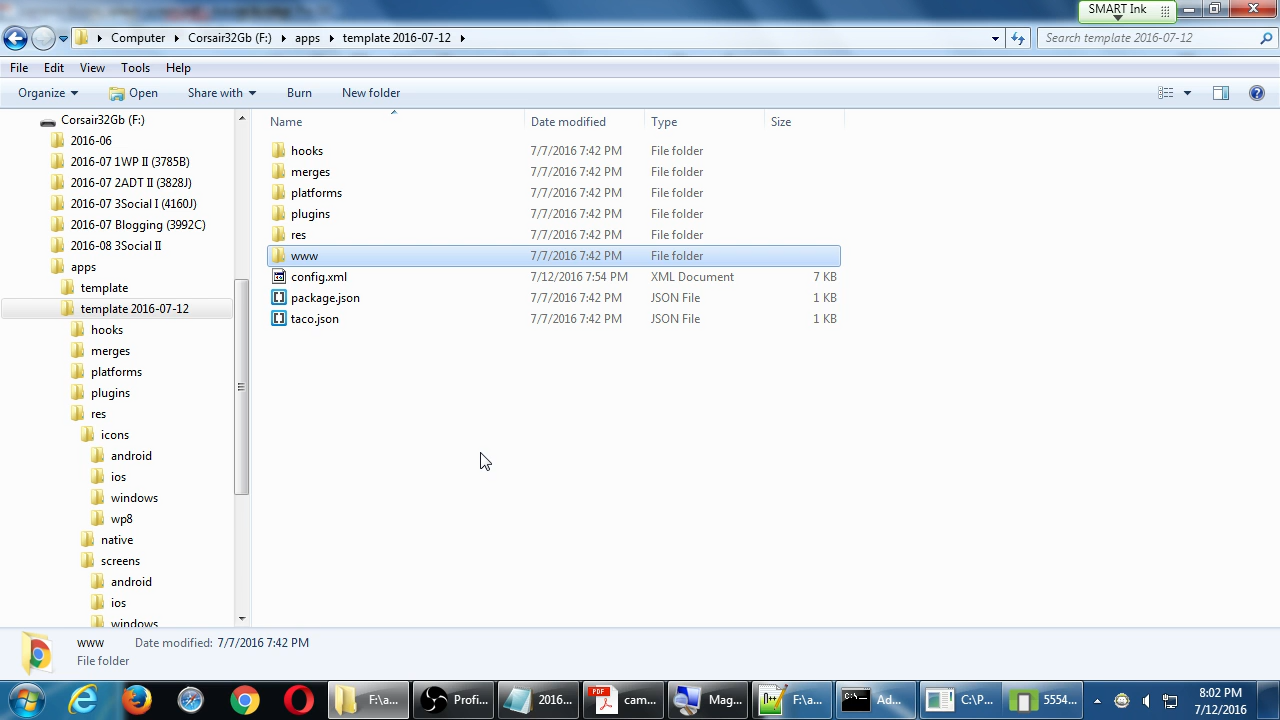 SMART Ink
Computer Corsair32Gb (F:) apps template 2016-07-12
Search template 2016-07-12
File Edit View Tools Help
Organize Open Share with Burn New folder
Corsair32Gb (F:)
2016-06
2016-07 1WP II (3785B)
2016-07 2ADT II (3828J)
2016-07 3Social I (4160J)
2016-07 Blogging (3992C)
2016-08 3Social II
apps
template
template 2016-07-12
hooks
merges
platforms
plugins
res
icons
android
ios
windows
wp8
native
screens
android
ios
windows
Name Date modified Type Size
hooks 7/7/2016 7:42 PM File folder
merges 7/7/2016 7:42 PM File folder
platforms 7/7/2016 7:42 PM File folder
plugins 7/7/2016 7:42 PM File folder
res 7/7/2016 7:42 PM File folder
www 7/7/2016 7:42 PM File folder
config.xml 7/12/2016 7:54 PM XML Document 7 KB
package.json 7/7/2016 7:42 PM JSON File 1 KB
taco.json 7/7/2016 7:42 PM JSON File 1 KB
www Date modified: 7/7/2016 7:42 PM
File folder
F:\a... Profi... 2016... PDF cam... Mag... F:\a... Ad... C:\P... 5554...
8:02 PM
7/12/2016